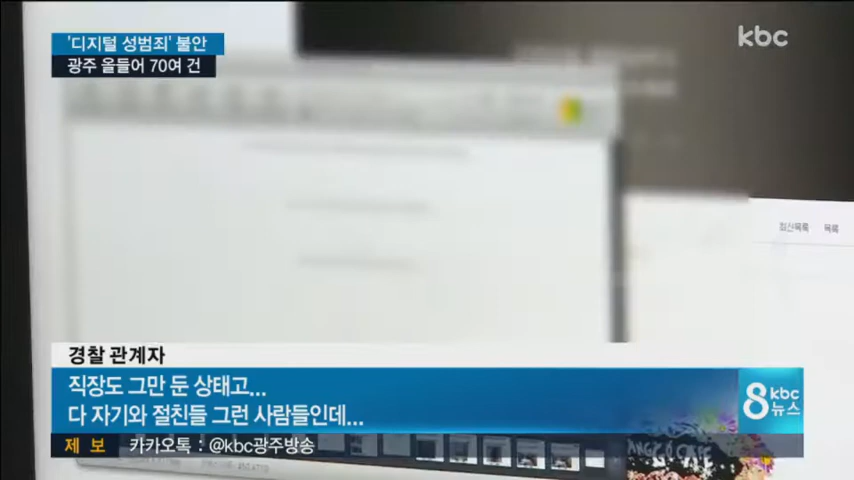 '디지털 성범죄' 불안
광주 올들어 70여 건
kbc
최신목록 목록
경찰 관계자
직장도 그만 둔 상태고...
다 자기와 절친들 그런 사람들인데...
8 kbc 뉴스
제 보 카카오톡 : @kbc광주방송